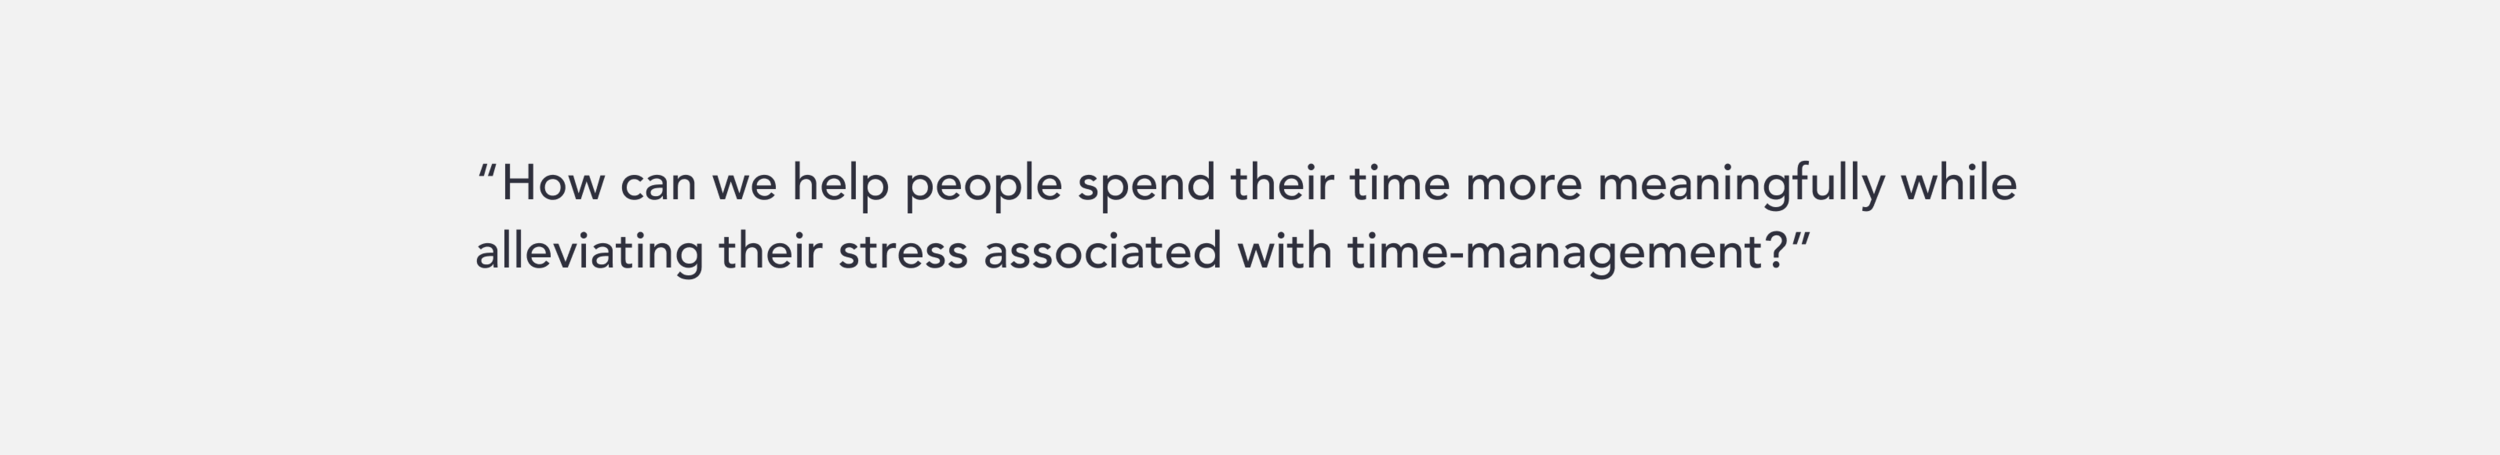 “How can we help people spend their time more meaningfully while
alleviating their stress associated with time-management?”